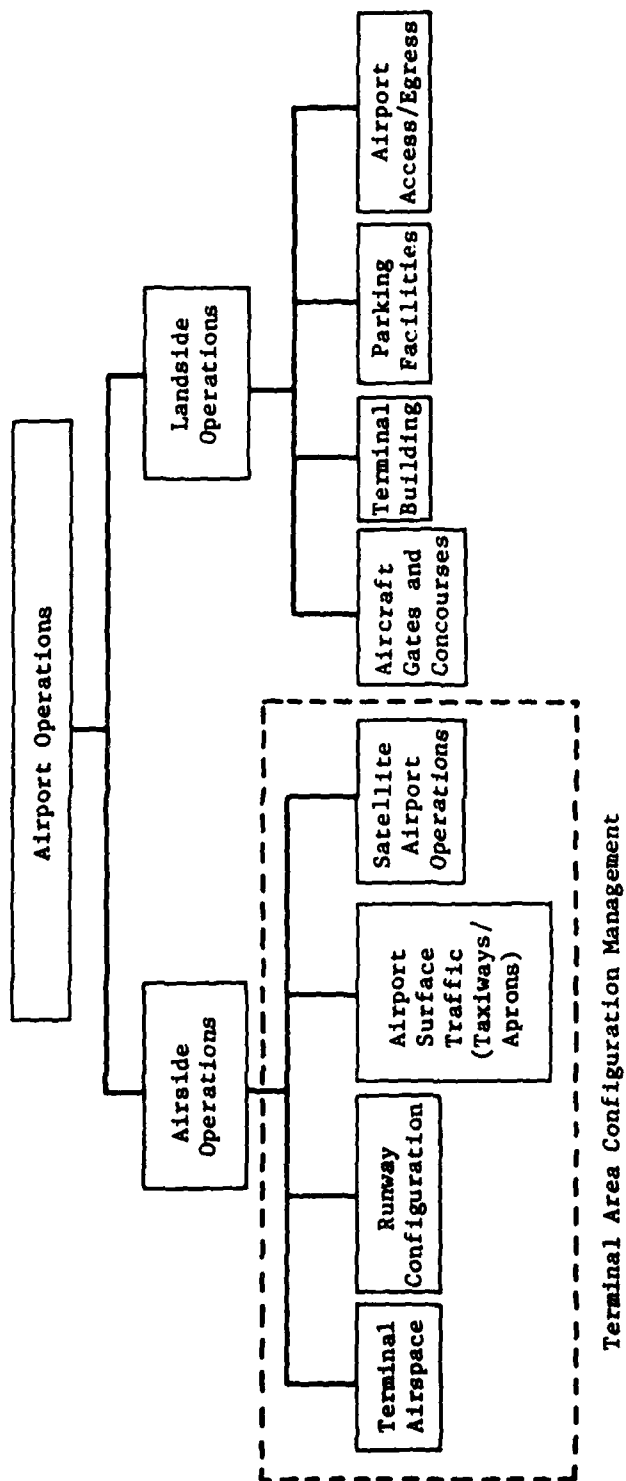 Airport Operations
Airside
Operations
Landside
Operations
Terminal
Airspace
Runway
Configuration
Airport
Surface
Traffic
(Taxiways/
Aprons)
Satellite
Airport
Operations
Aircraft
Gates and
Concourses
Terminal
Building
Parking
Facilities
Airport
Access/Egress
Terminal Area Configuration Management